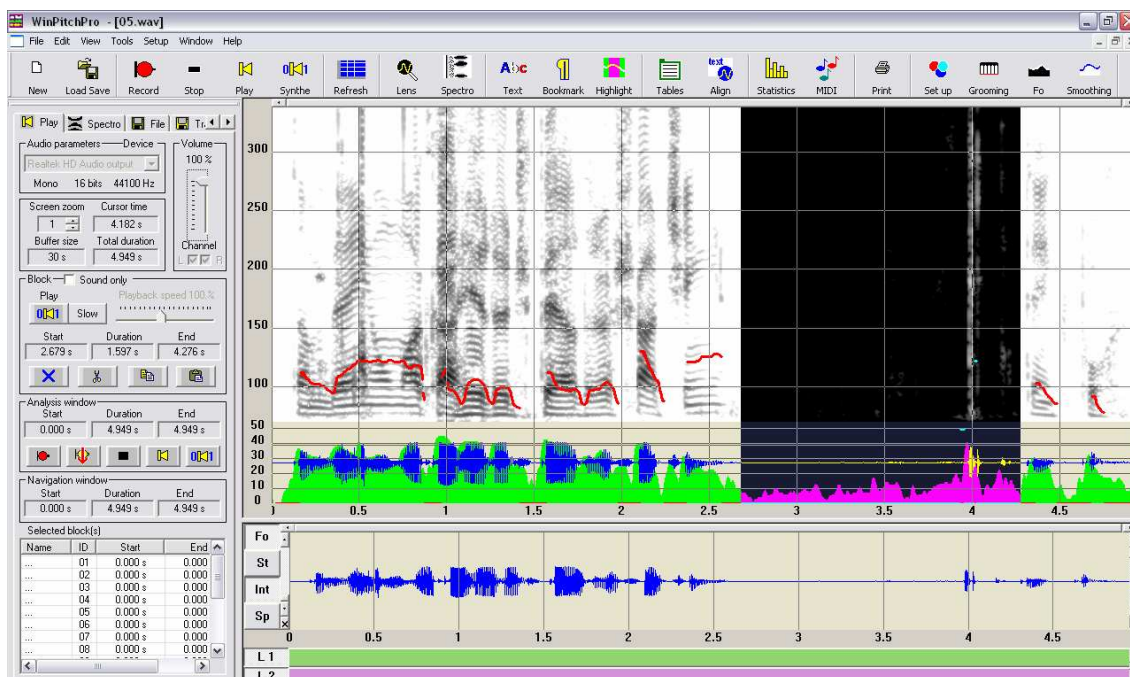 WinPitchPro - [05.wav]
File Edit View Tools Setup Window Help
New Load Save Record Stop Play Synthe Refresh Lens Spectro Text Bookmark Highlight Tables Align Statistics MIDI Print Set up Grooming Fo Smoothing
Play Spectro File
Audio parameters Device Volume
Realtek HD Audio output 100 %
Mono 16 bits 44100 Hz
Screen zoom Cursor time
1 4.182 s
Buffer size Total duration Channel
30 s 4.949 s L R
Block Sound only
Play Playback speed 100 %
Slow
Start Duration End
2.679 s 1.597 s 4.276 s
Analysis window
Start Duration End
0.000 s 4.949 s 4.949 s
Navigation window
Start Duration End
0.000 s 4.949 s 4.949 s
Selected block(s)
Name ID Start End
... 01 0.000 s 0.000
... 02 0.000 s 0.000
... 03 0.000 s 0.000
... 04 0.000 s 0.000
... 05 0.000 s 0.000
... 06 0.000 s 0.000
... 07 0.000 s 0.000
... 08 0.000 s 0.000
300
250
200
150
100
50
40
30
20
10
0
0.5 1 1.5 2 2.5 3 3.5 4 4.5
Fo
St
Int
Sp
0 0.5 1 1.5 2 2.5 3 3.5 4 4.5
L1
L2